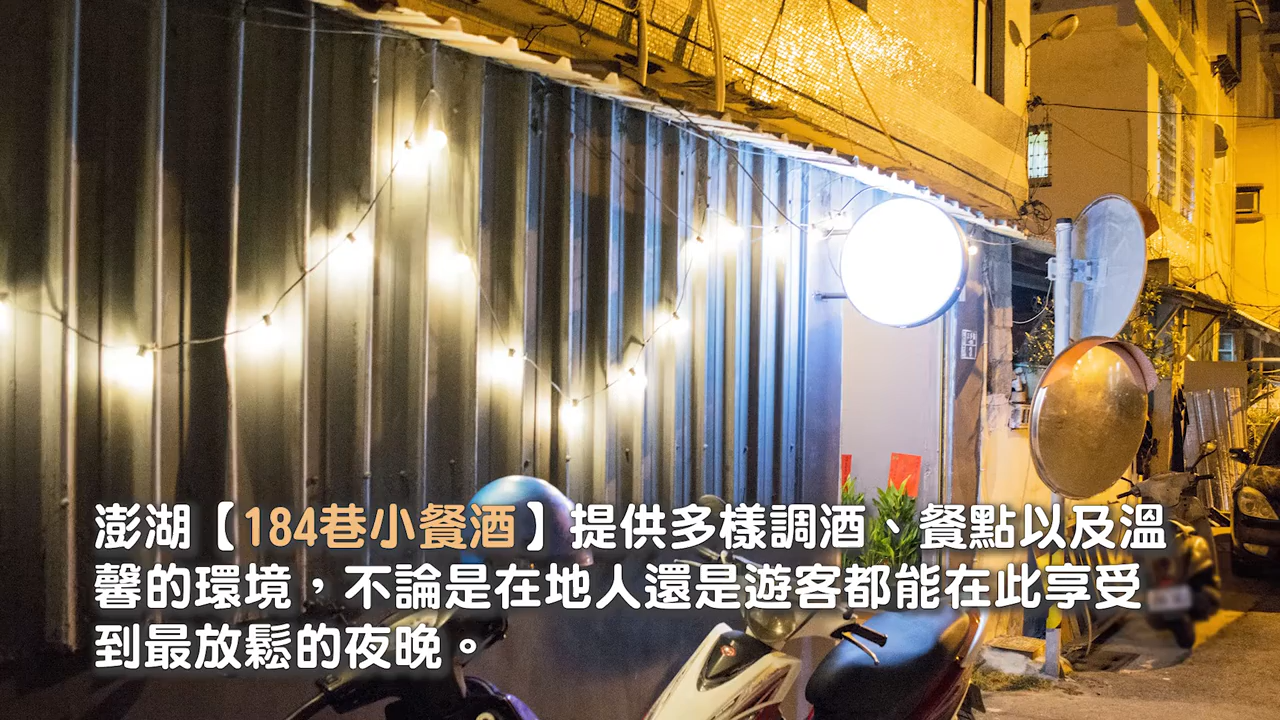 澎湖【184巷小餐酒】提供多樣調酒、餐點以及溫
馨的環境，不論是在地人還是遊客都能在此享受
到最放鬆的夜晚。